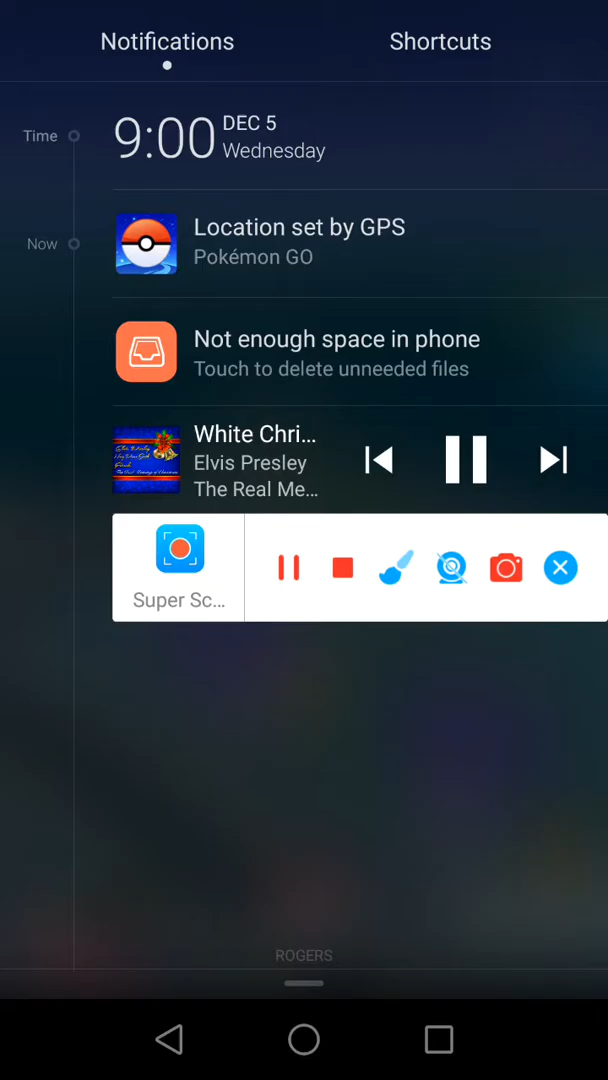 Notifications
Shortcuts
Time
9:00
DEC 5
Wednesday
Now
Location set by GPS
Pokémon GO
Not enough space in phone
Touch to delete unneeded files
White Chri...
Elvis Presley
The Real Me...
Super Sc...
ROGERS